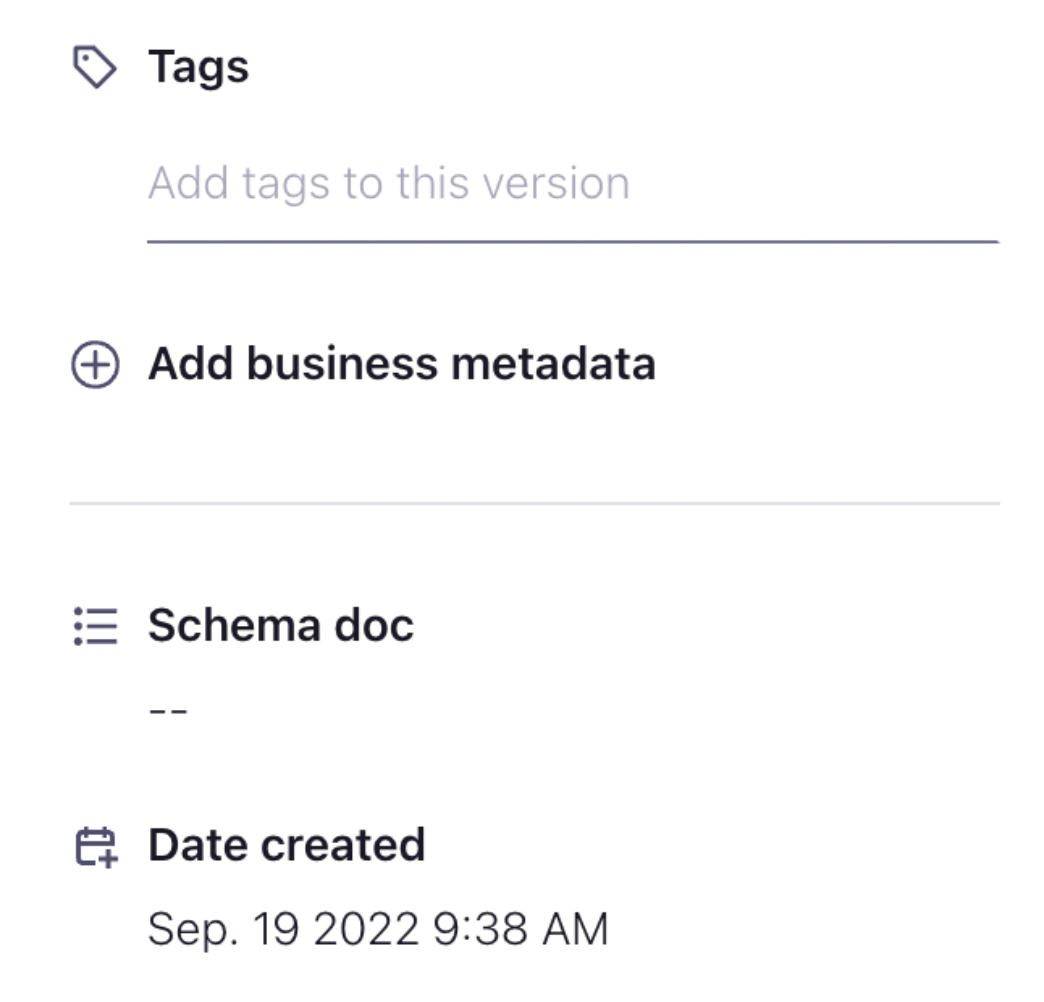 Tags
Add tags to this version
Add business metadata
Schema doc
--
Date created
Sep. 19 2022 9:38 AM